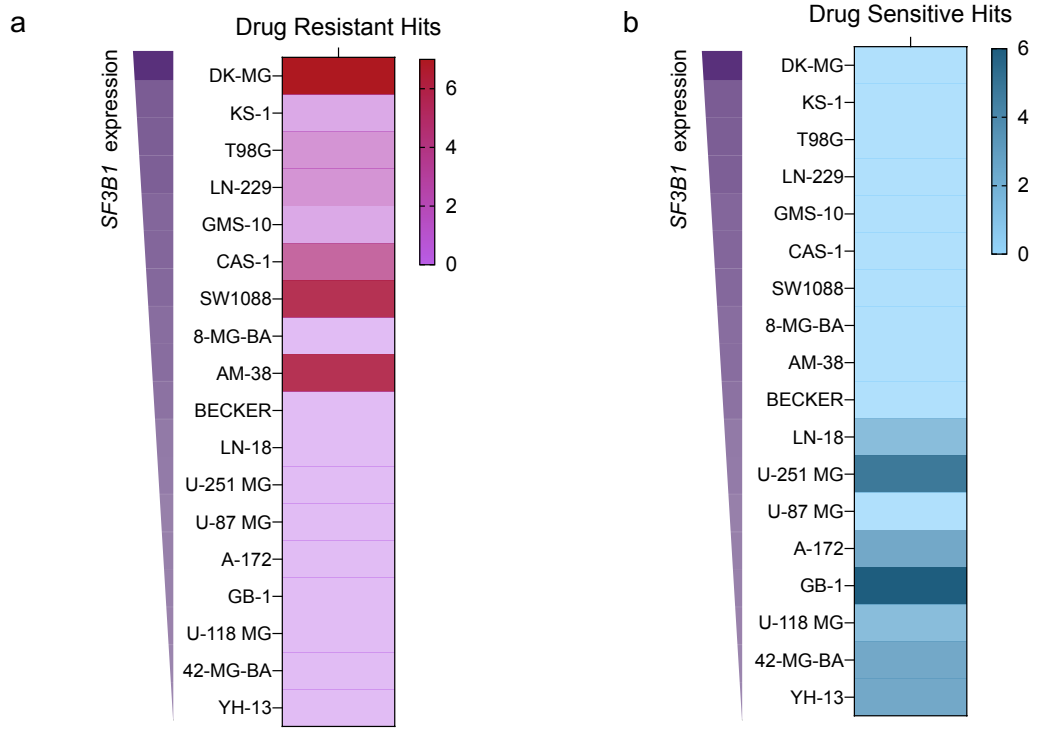 a
Drug Resistant Hits
SF3B1 expression
DK-MG
KS-1
T98G
LN-229
GMS-10
CAS-1
SW1088
8-MG-BA
AM-38
BECKER
LN-18
U-251 MG
U-87 MG
A-172
GB-1
U-118 MG
42-MG-BA
YH-13
6
4
2
0
b
Drug Sensitive Hits
SF3B1 expression
DK-MG
KS-1
T98G
LN-229
GMS-10
CAS-1
SW1088
8-MG-BA
AM-38
BECKER
LN-18
U-251 MG
U-87 MG
A-172
GB-1
U-118 MG
42-MG-BA
YH-13
6
4
2
0